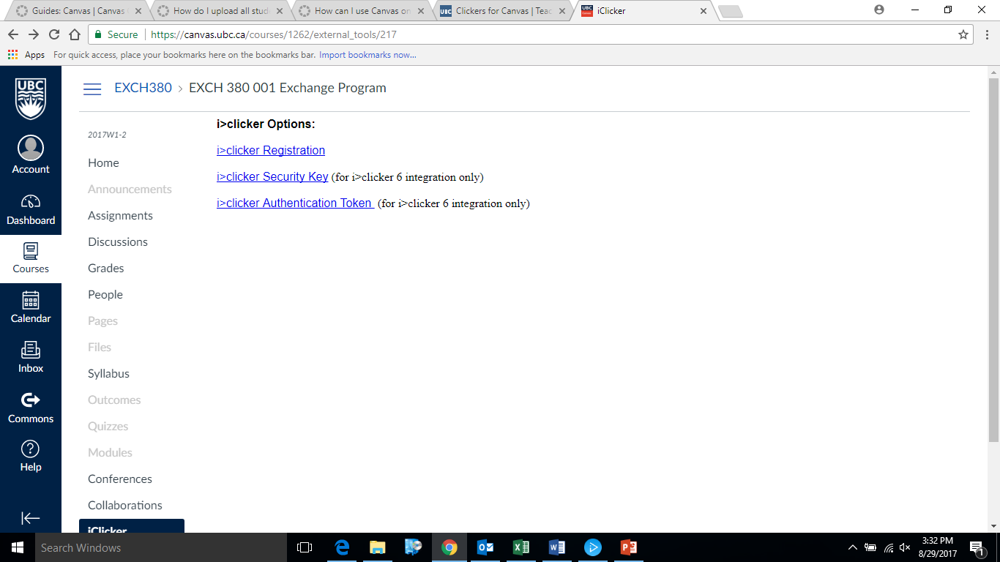 Guides: Canvas | Canvas
How do I upload all stud
How can I use Canvas on
UBC
Clickers for Canvas | Teac
UBC
iClicker
Secure
https://canvas.ubc.ca/courses/1262/external_tools/217
Apps
For quick access, place your bookmarks here on the bookmarks bar. Import bookmarks now...
UBC
Account
Dashboard
Courses
Calendar
Inbox
Commons
Help
EXCH380 > EXCH 380 001 Exchange Program
2017W1-2
Home
Announcements
Assignments
Discussions
Grades
People
Pages
Files
Syllabus
Outcomes
Quizzes
Modules
Conferences
Collaborations
iClicker
i>clicker Options:
i>clicker Registration
i>clicker Security Key (for i>clicker 6 integration only)
i>clicker Authentication Token (for i>clicker 6 integration only)
Search Windows
3:32 PM
8/29/2017
1